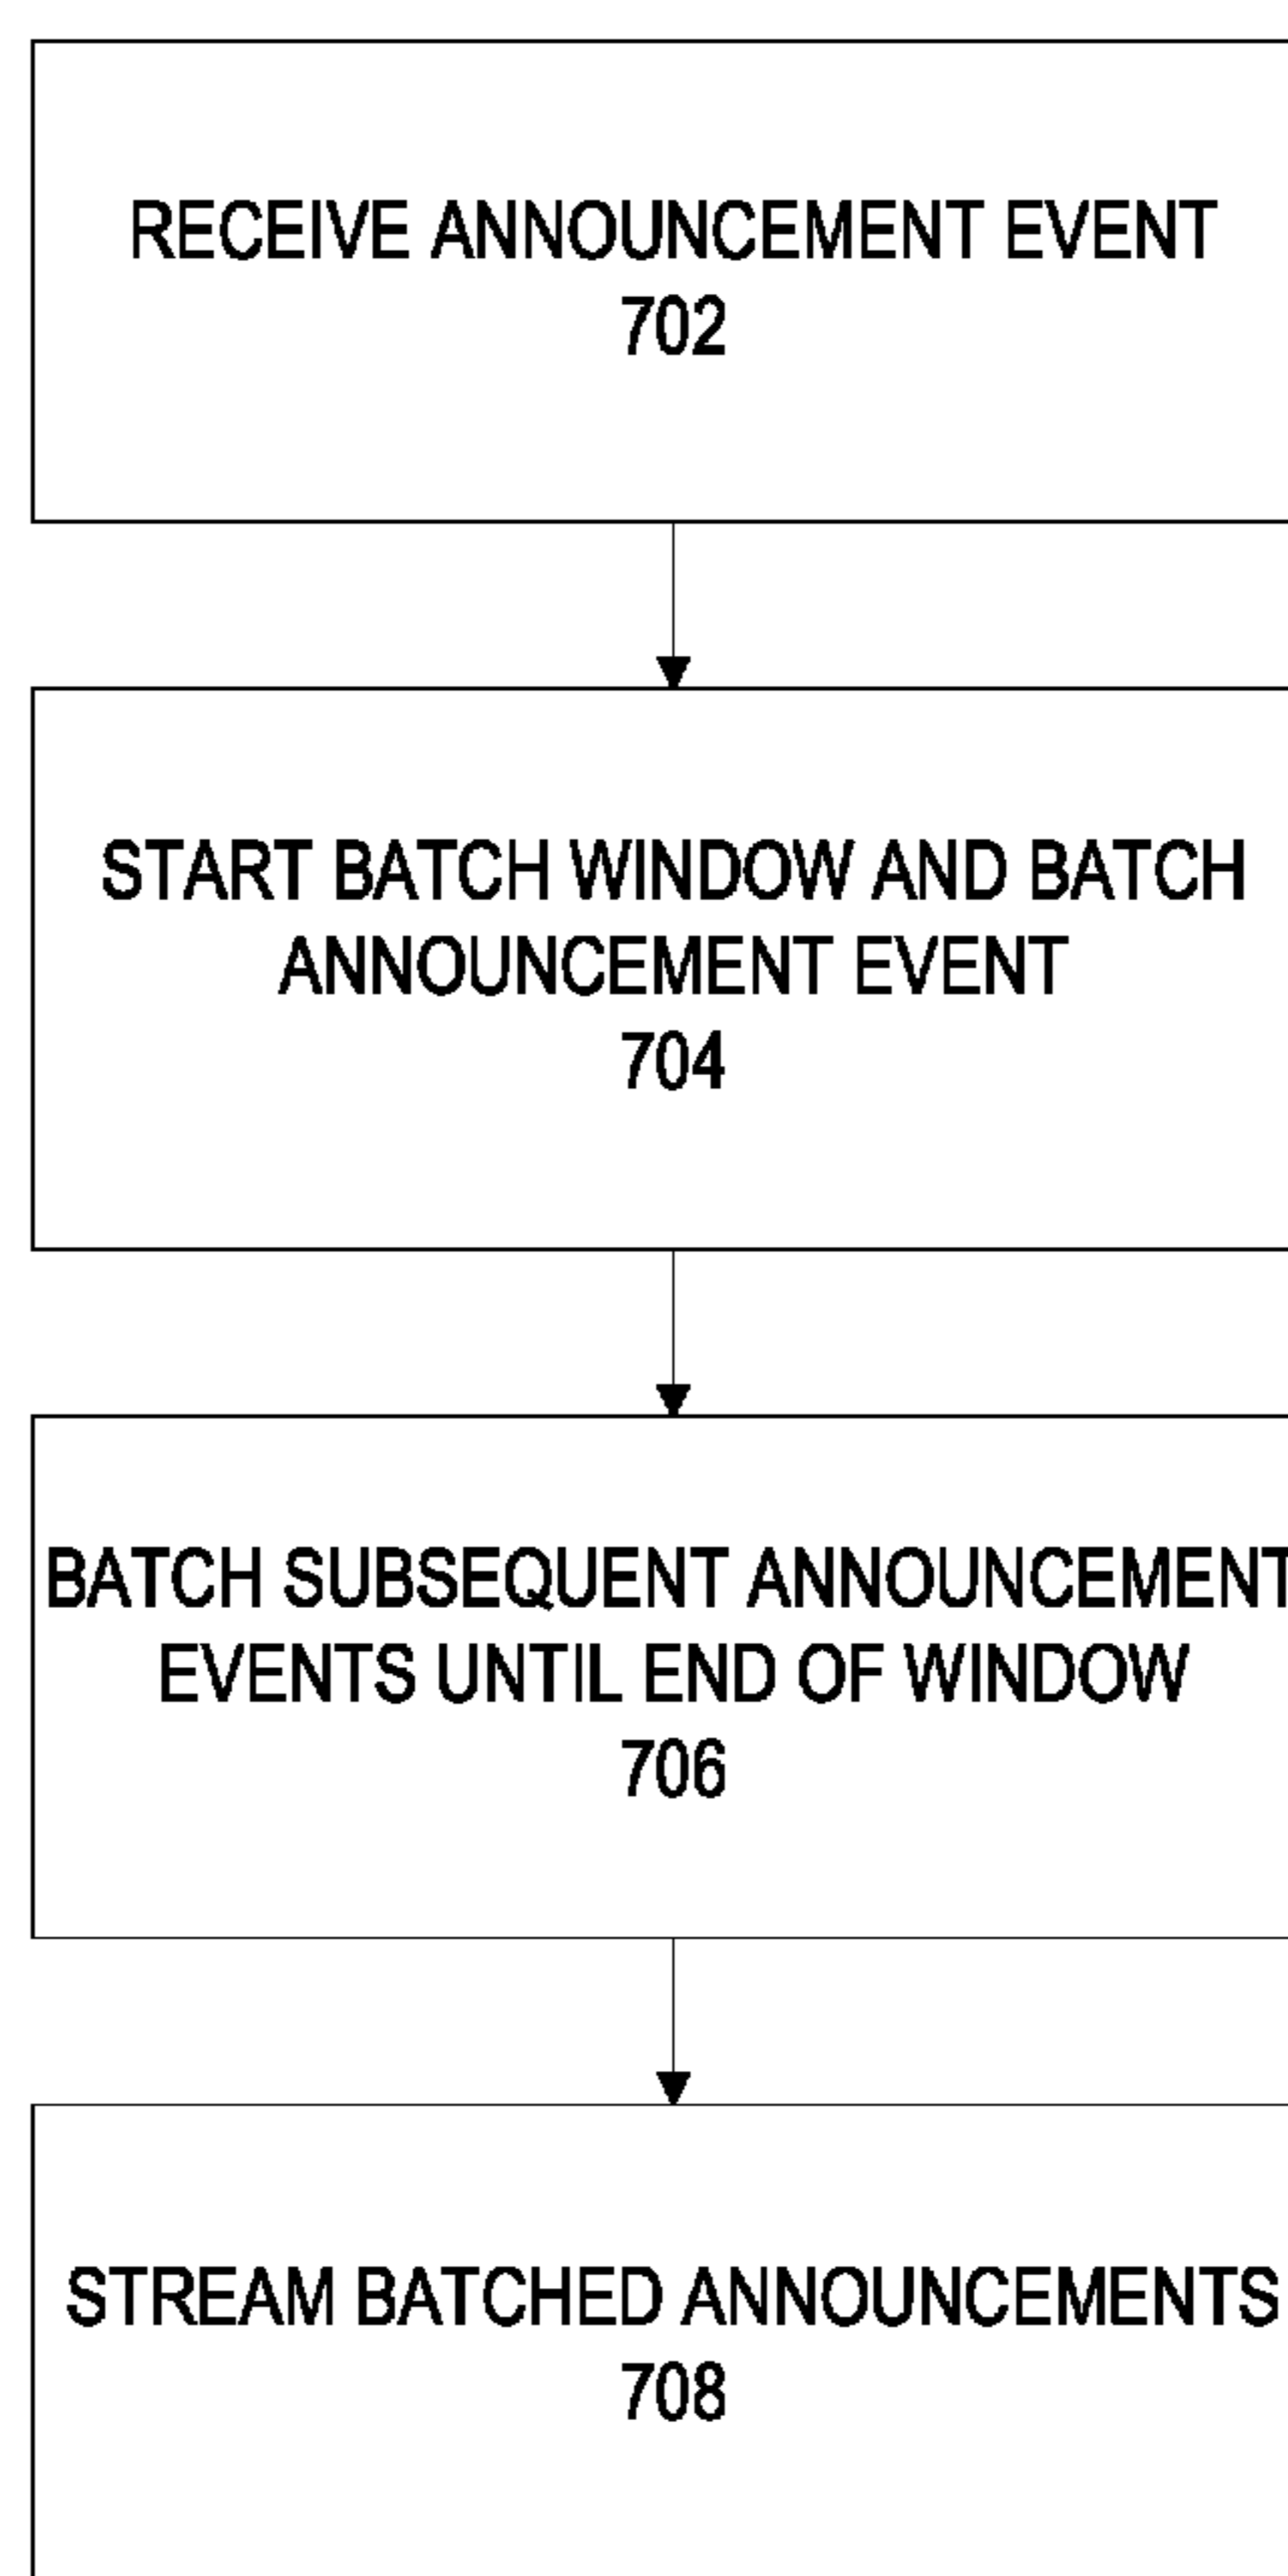 RECEIVE ANNOUNCEMENT EVENT
702
START BATCH WINDOW AND BATCH
ANNOUNCEMENT EVENT
704
BATCH SUBSEQUENT ANNOUNCEMENT
EVENTS UNTIL END OF WINDOW
706
STREAM BATCHED ANNOUNCEMENTS
708